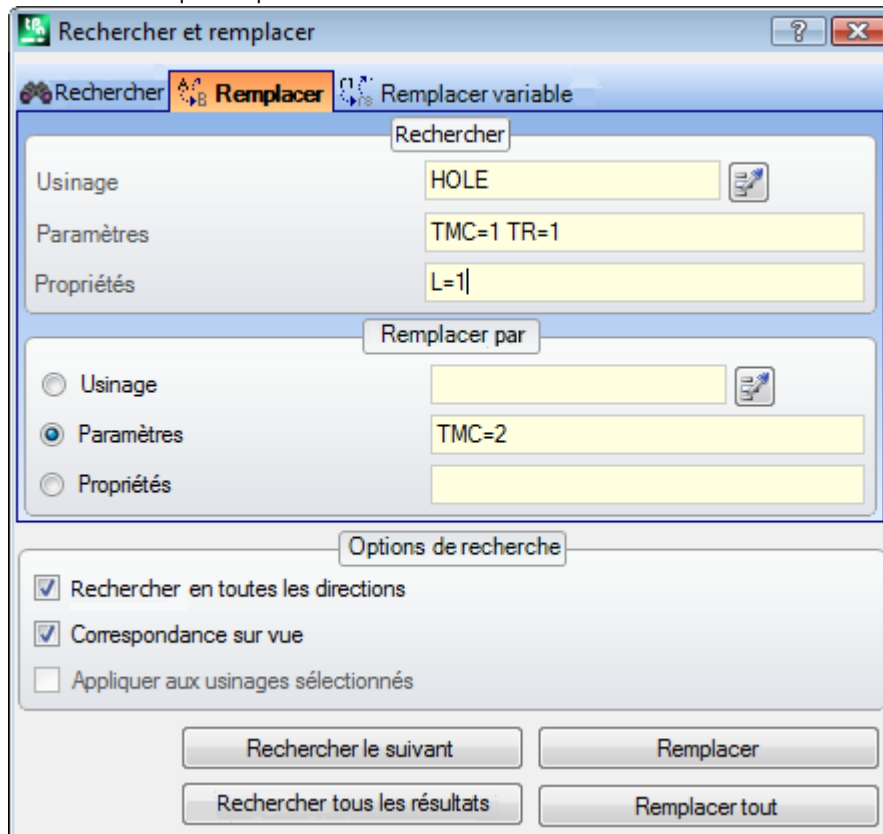 Rechercher et remplacer
Rechercher Remplacer Remplacer variable
Rechercher
Usinage HOLE
Paramètres TMC=1 TR=1
Propriétés L=1
Remplacer par
Usinage
Paramètres TMC=2
Propriétés
Options de recherche
Rechercher en toutes les directions
Correspondance sur vue
Appliquer aux usinages sélectionnés
Rechercher le suivant Remplacer
Rechercher tous les résultats Remplacer tout